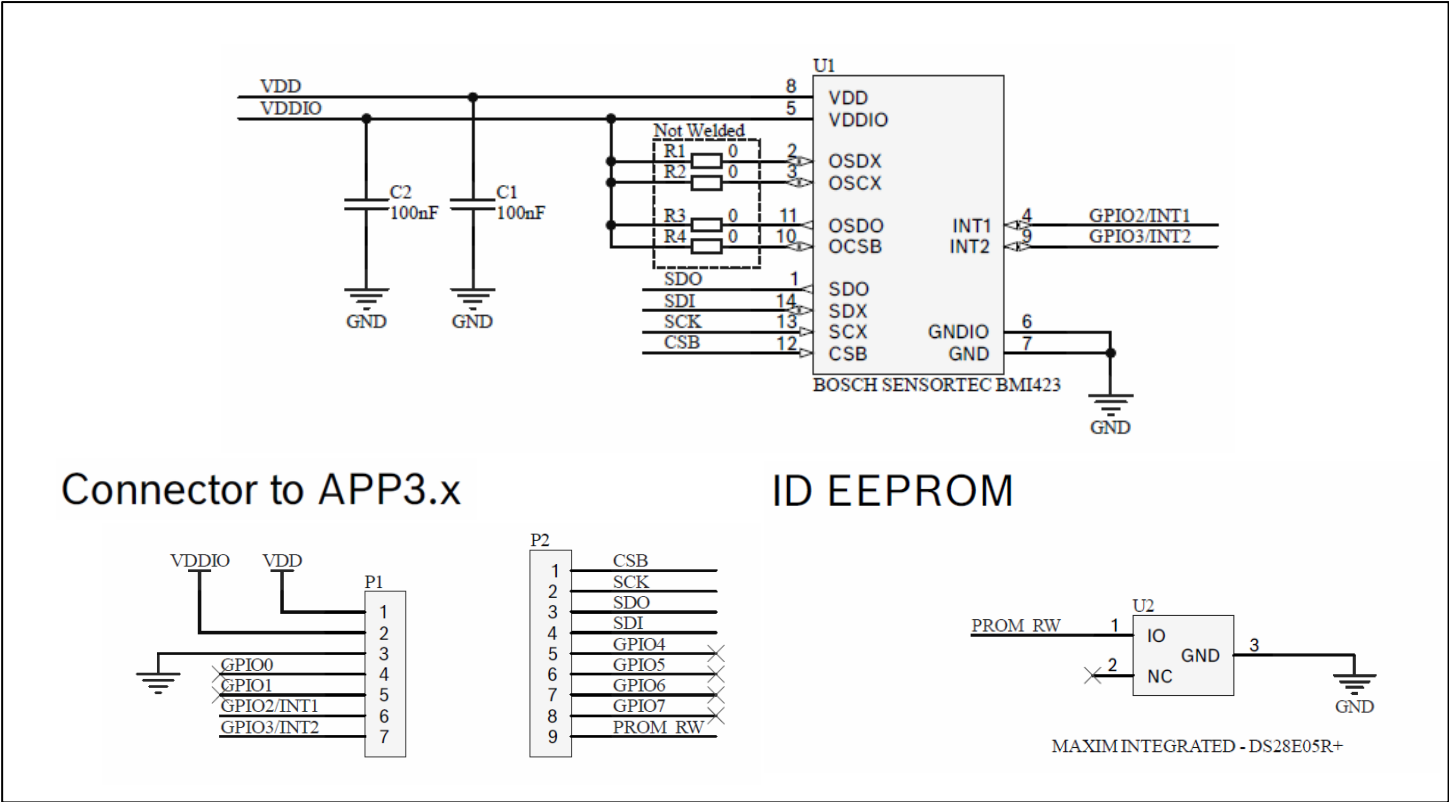 U1
VDD 8 VDD
VDDIO 5 VDDIO
Not Welded
R1 0 2 OSDX
R2 0 3 OSCX
C2 C1
100nF 100nF
R3 0 11 OSDO INT1 4 GPIO2/INT1
R4 0 10 OCSB INT2 9 GPIO3/INT2
SDO 1 SDO
SDI 14 SDX
SCK 13 SCX GNDIO 6
CSB 12 CSB GND 7
GND GND
BOSCH SENSORTEC BMI423
GND
Connector to APP3.x
ID EEPROM
VDDIO VDD
P1
1
2
3
GPIO0 4
GPIO1 5
GPIO2/INT1 6
GPIO3/INT2 7
P2
1 CSB
2 SCK
3 SDO
4 SDI
5 GPIO4
6 GPIO5
7 GPIO6
8 GPIO7
9 PROM_RW
U2
PROM_RW 1 IO
GND 3
2 NC
GND
MAXIM INTEGRATED - DS28E05R+